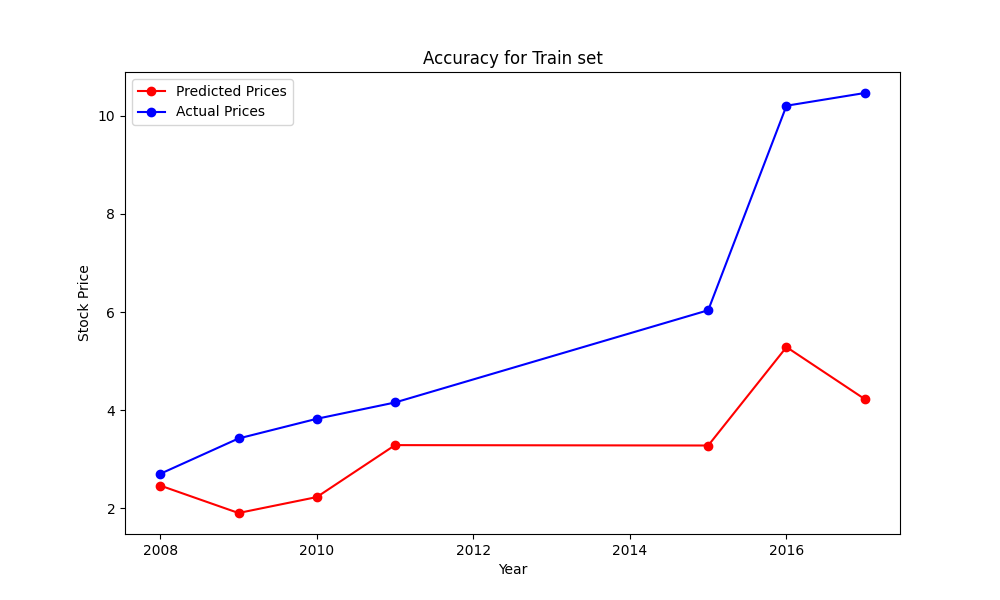 Accuracy for Train set
Predicted Prices
Actual Prices
10
8
6
4
2
Stock Price
2008
2010
2012
2014
2016
Year